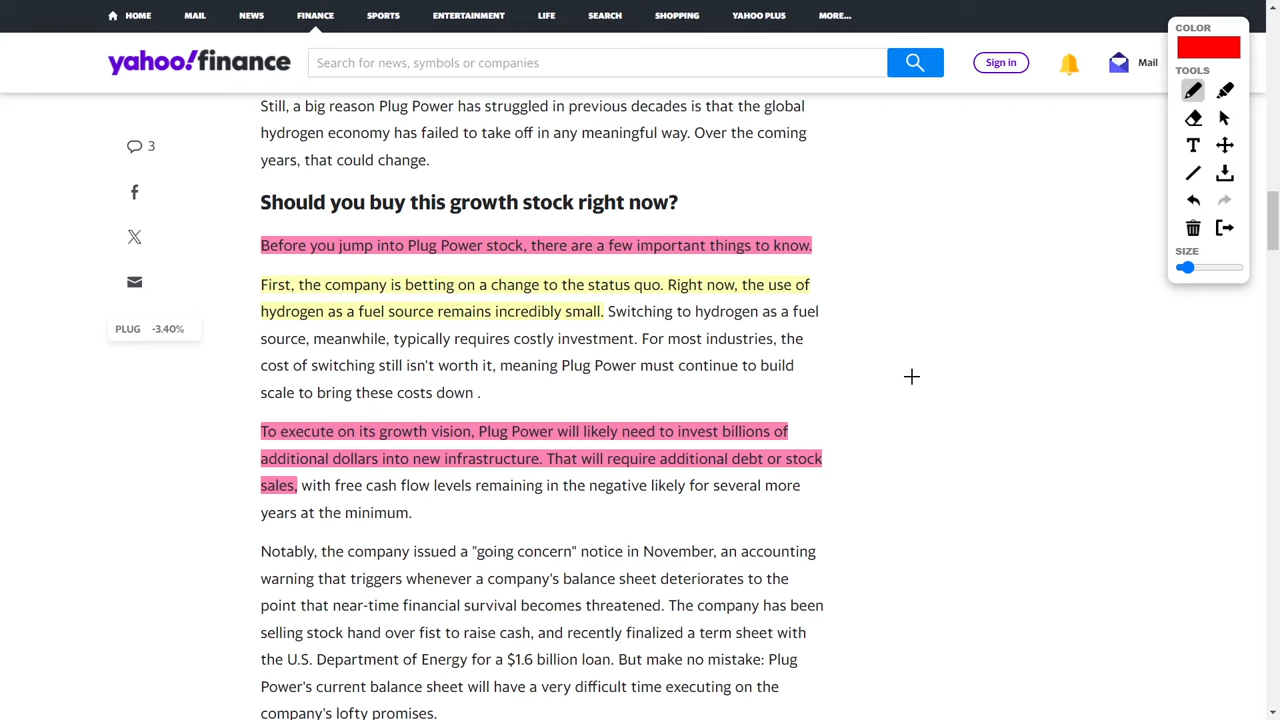 HOME MAIL NEWS FINANCE SPORTS ENTERTAINMENT LIFE SEARCH SHOPPING YAHOO PLUS MORE...
yahoo!finance Search for news, symbols or companies Sign in Mail
COLOR
TOOLS
T
SIZE
3
PLUG -3.40%
Still, a big reason Plug Power has struggled in previous decades is that the global
hydrogen economy has failed to take off in any meaningful way. Over the coming
years, that could change.
Should you buy this growth stock right now?
Before you jump into Plug Power stock, there are a few important things to know.
First, the company is betting on a change to the status quo. Right now, the use of
hydrogen as a fuel source remains incredibly small. Switching to hydrogen as a fuel
source, meanwhile, typically requires costly investment. For most industries, the
cost of switching still isn't worth it, meaning Plug Power must continue to build
scale to bring these costs down .
To execute on its growth vision, Plug Power will likely need to invest billions of
additional dollars into new infrastructure. That will require additional debt or stock
sales, with free cash flow levels remaining in the negative likely for several more
years at the minimum.
Notably, the company issued a "going concern" notice in November, an accounting
warning that triggers whenever a company's balance sheet deteriorates to the
point that near-time financial survival becomes threatened. The company has been
selling stock hand over fist to raise cash, and recently finalized a term sheet with
the U.S. Department of Energy for a $1.6 billion loan. But make no mistake: Plug
Power's current balance sheet will have a very difficult time executing on the
company's lofty promises.